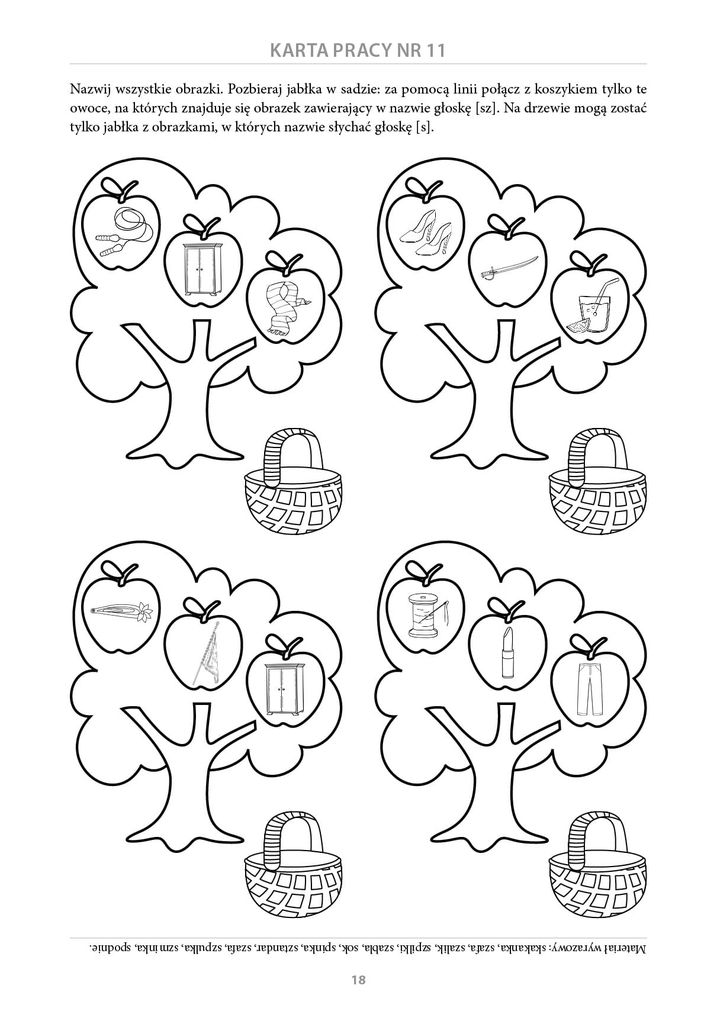 KARTA PRACY NR 11
Nazwij wszystkie obrazki. Pozbieraj jabłka w sadzie: za pomocą linii połącz z koszykiem tylko te
owoce, na których znajduje się obrazek zawierający w nazwie głoskę [sz]. Na drzewie mogą zostać
tylko jabłka z obrazkami, w których nazwie słychać głoskę [s].
Materiał wyrazowy: skakanka, szafa, szalik, szpilki, szabla, sok, spinka, sztandar, szafa, szpulka, szminka, spodnie.
18